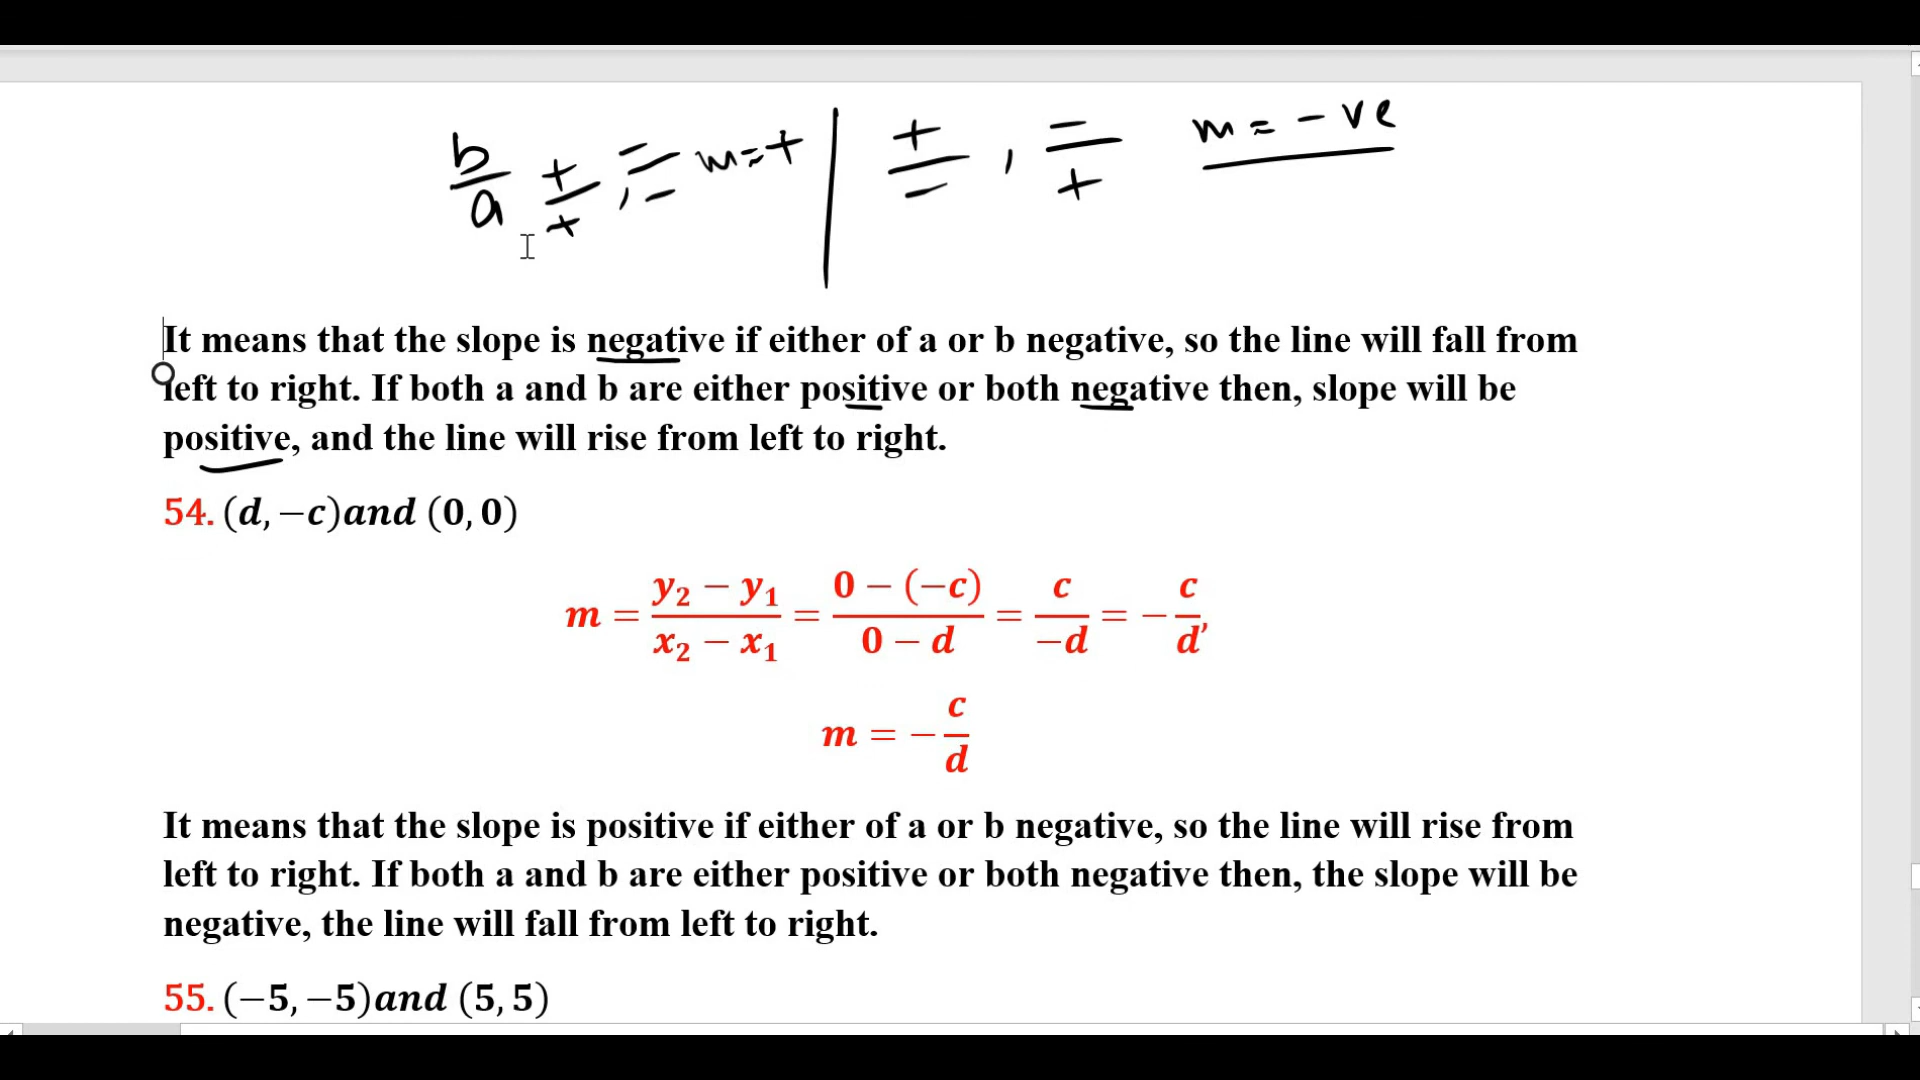 b/a +/+ , −/− m=+ | +/− , −/+ m = -ve
It means that the slope is negative if either of a or b negative, so the line will fall from
left to right. If both a and b are either positive or both negative then, slope will be
positive, and the line will rise from left to right.
54. (d, −c)and (0, 0)
m = y₂ − y₁ / x₂ − x₁ = 0 − (−c) / 0 − d = c / −d = − c / d,
m = − c / d
It means that the slope is positive if either of a or b negative, so the line will rise from
left to right. If both a and b are either positive or both negative then, the slope will be
negative, the line will fall from left to right.
55. (−5, −5)and (5, 5)